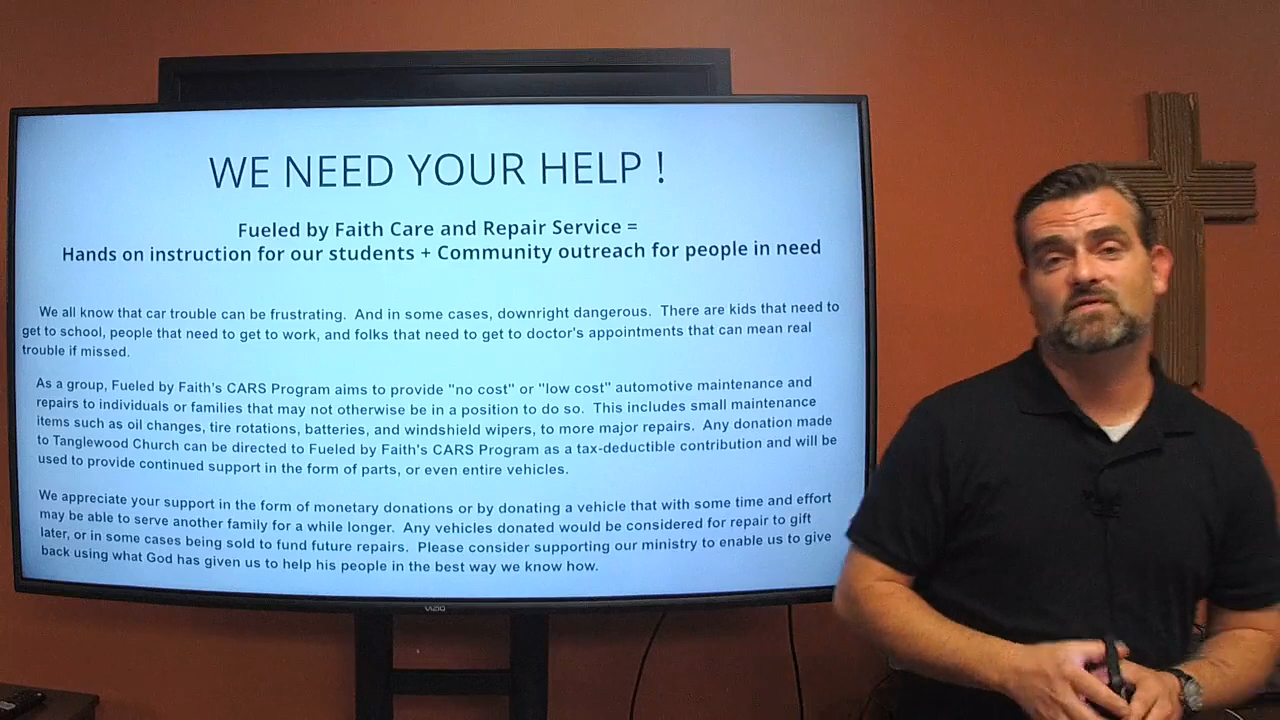 WE NEED YOUR HELP !
Fueled by Faith Care and Repair Service =
Hands on instruction for our students + Community outreach for people in need
We all know that car trouble can be frustrating. And in some cases, downright dangerous. There are kids that need to
get to school, people that need to get to work, and folks that need to get to doctor's appointments that can mean real
trouble if missed.
As a group, Fueled by Faith's CARS Program aims to provide "no cost" or "low cost" automotive maintenance and
repairs to individuals or families that may not otherwise be in a position to do so. This includes small maintenance
items such as oil changes, tire rotations, batteries, and windshield wipers, to more major repairs. Any donation made
to Tanglewood Church can be directed to Fueled by Faith's CARS Program as a tax-deductible contribution and will be
used to provide continued support in the form of parts, or even entire vehicles.
We appreciate your support in the form of monetary donations or by donating a vehicle that with some time and effort
may be able to serve another family for a while longer. Any vehicles donated would be considered for repair to gift
later, or in some cases being sold to fund future repairs. Please consider supporting our ministry to enable us to give
back using what God has given us to help his people in the best way we know how.
VIZIO